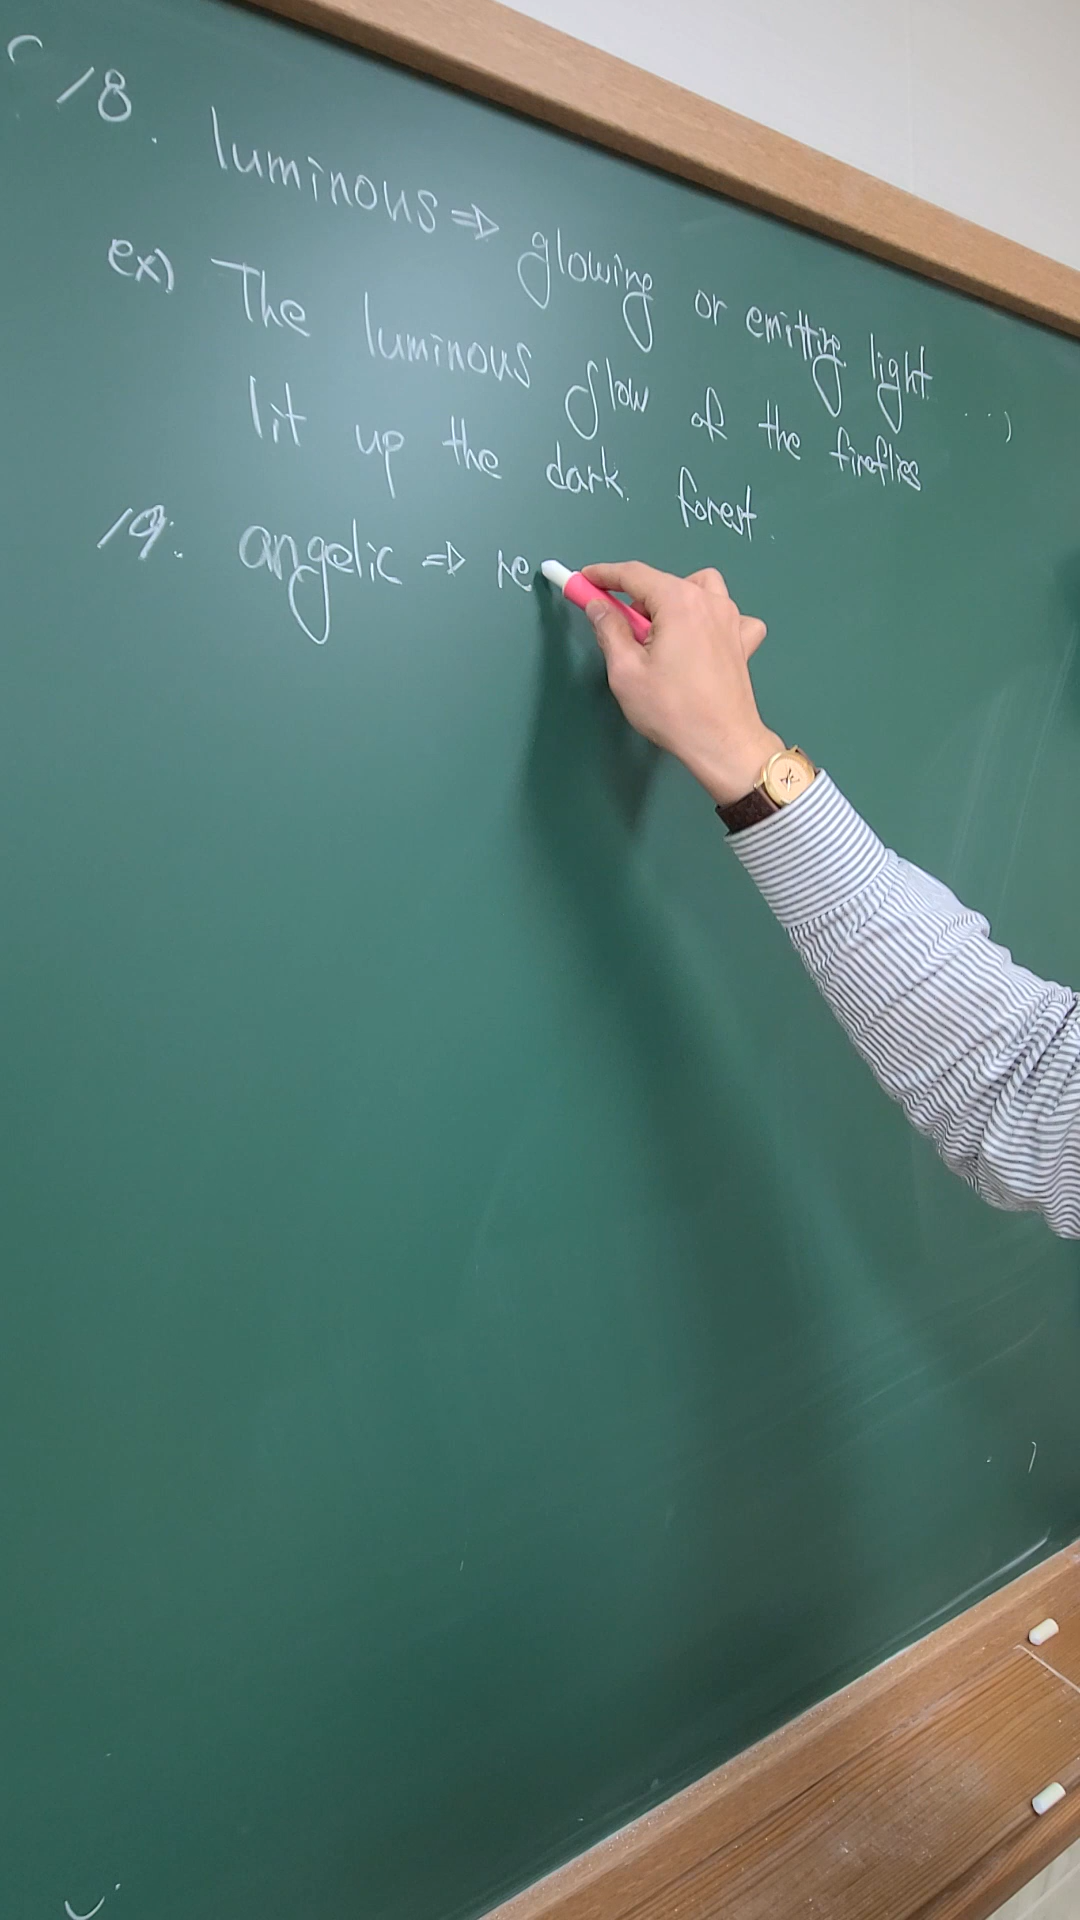 18. luminous ⇒ glowing or emitting light
ex) The luminous glow of the fireflies
lit up the dark forest.
19. angelic ⇒ re